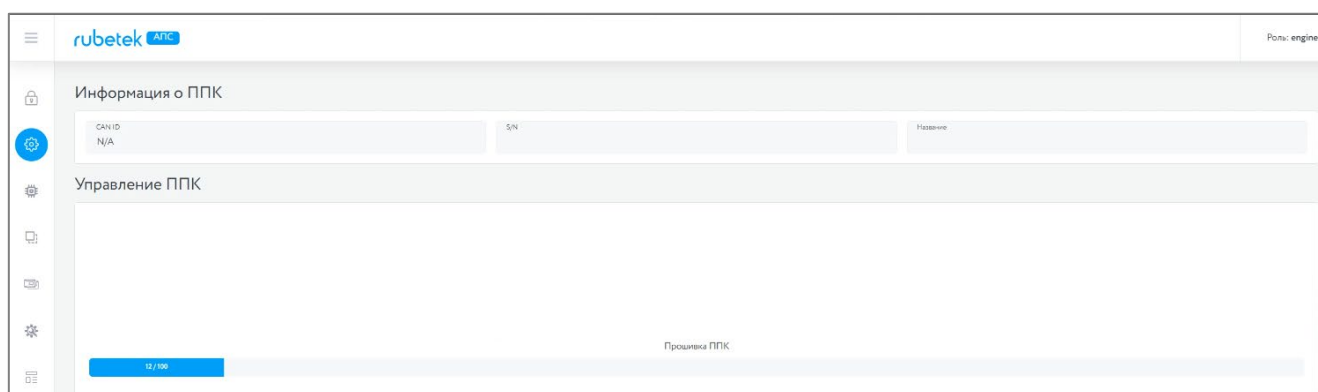 rubetek АПС
Роль: engine
Информация о ППК
CAN ID
N/A
S/N
Название
Управление ППК
Прошивка ППК
12 / 100